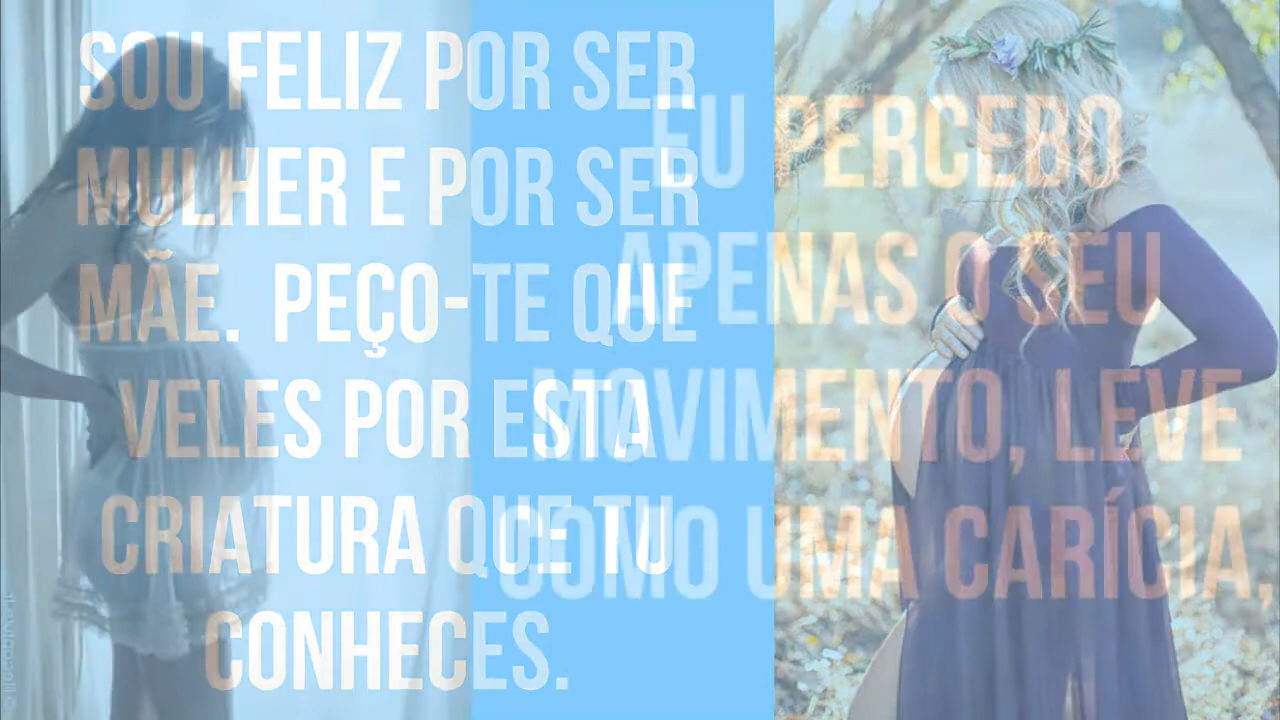 SOU FELIZ POR SER
MULHER E POR SER
MÃE. PEÇO-TE QUE
VELES POR ESTA
CRIATURA QUE TU
CONHECES.
EU PERCEBO
APENAS O SEU
MOVIMENTO, LEVE
COMO UMA CARÍCIA,